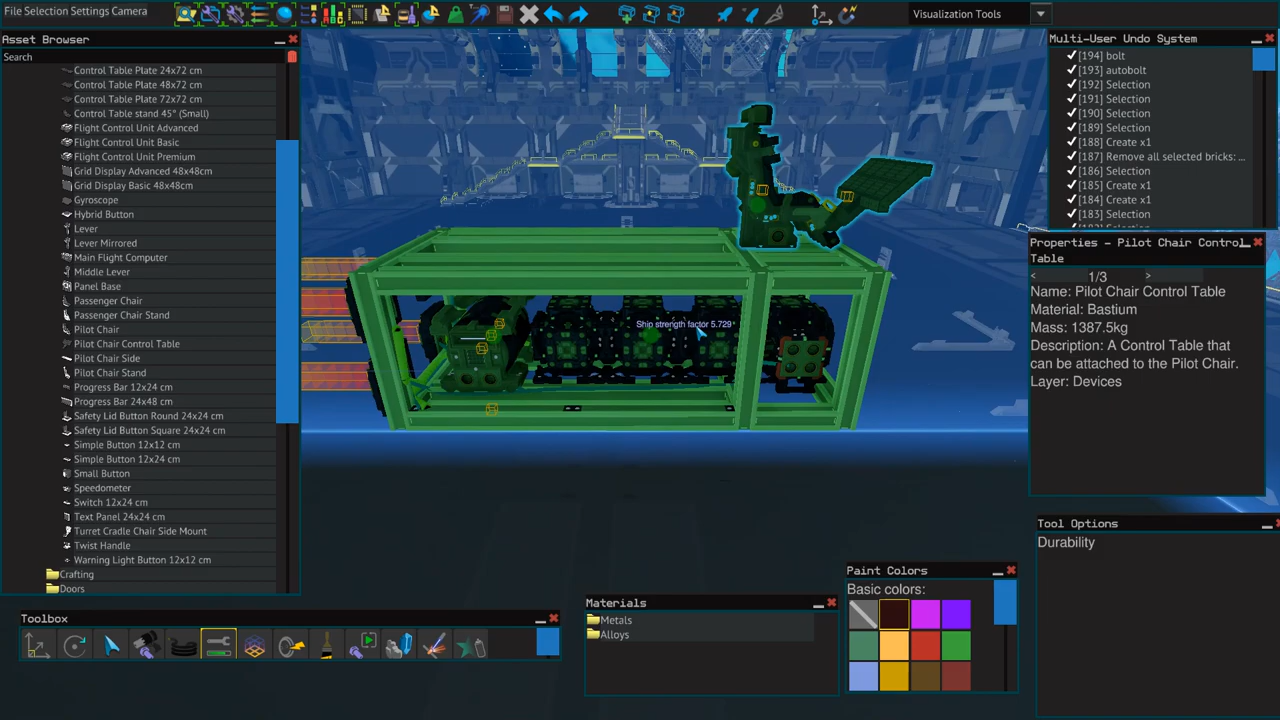 File Selection Settings Camera
Visualization Tools
Asset Browser
Search
Control Table Plate 24x72 cm
Control Table Plate 48x72 cm
Control Table Plate 72x72 cm
Control Table stand 45° (Small)
Flight Control Unit Advanced
Flight Control Unit Basic
Flight Control Unit Premium
Grid Display Advanced 48x48cm
Grid Display Basic 48x48cm
Gyroscope
Hybrid Button
Lever
Lever Mirrored
Main Flight Computer
Middle Lever
Panel Base
Passenger Chair
Passenger Chair Stand
Pilot Chair
Pilot Chair Control Table
Pilot Chair Side
Pilot Chair Stand
Progress Bar 12x24 cm
Progress Bar 24x48 cm
Safety Lid Button Round 24x24 cm
Safety Lid Button Square 24x24 cm
Simple Button 12x12 cm
Simple Button 12x24 cm
Small Button
Speedometer
Switch 12x24 cm
Text Panel 24x24 cm
Turret Cradle Chair Side Mount
Twist Handle
Warning Light Button 12x12 cm
Crafting
Doors
Ship strength factor 5.729
Multi-User Undo System
[194] bolt
[193] autobolt
[192] Selection
[191] Selection
[190] Selection
[189] Selection
[188] Create x1
[187] Remove all selected bricks: ...
[186] Selection
[185] Create x1
[184] Create x1
[183] Selection
Properties - Pilot Chair Control
Table
< 1/3 >
Name: Pilot Chair Control Table
Material: Bastium
Mass: 1387.5kg
Description: A Control Table that
can be attached to the Pilot Chair.
Layer: Devices
Tool Options
Durability
Toolbox
Materials
Metals
Alloys
Paint Colors
Basic colors: